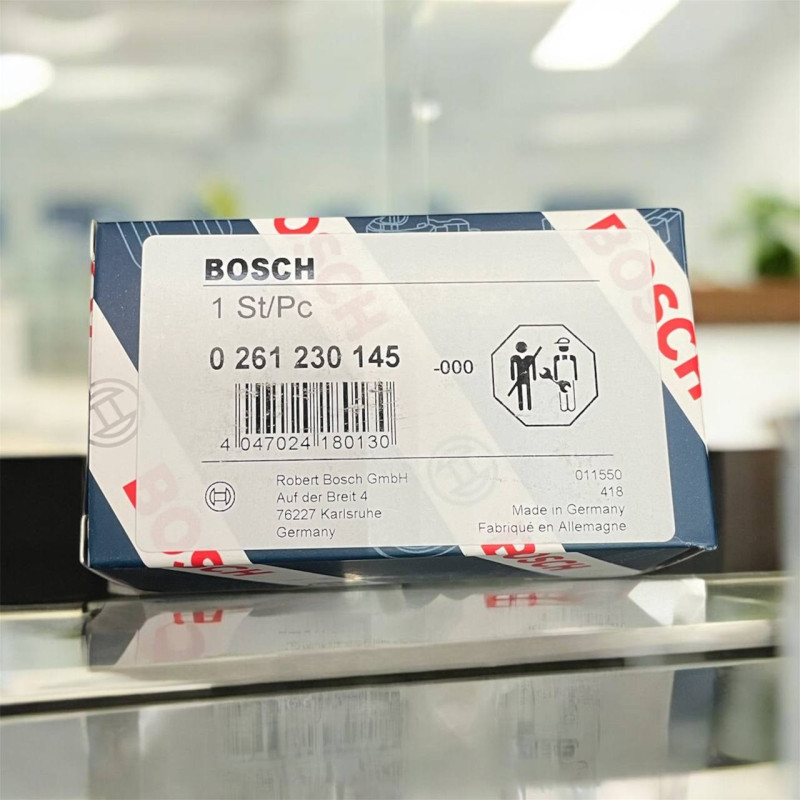 BOSCH
1 St/Pc
0 261 230 145
-000
4 047024 180130
Robert Bosch GmbH
Auf der Breit 4
76227 Karlsruhe
Germany
011550
418
Made in Germany
Fabriqué en Allemagne
BOSCH
BOSCH
BOSCH
BOSCH